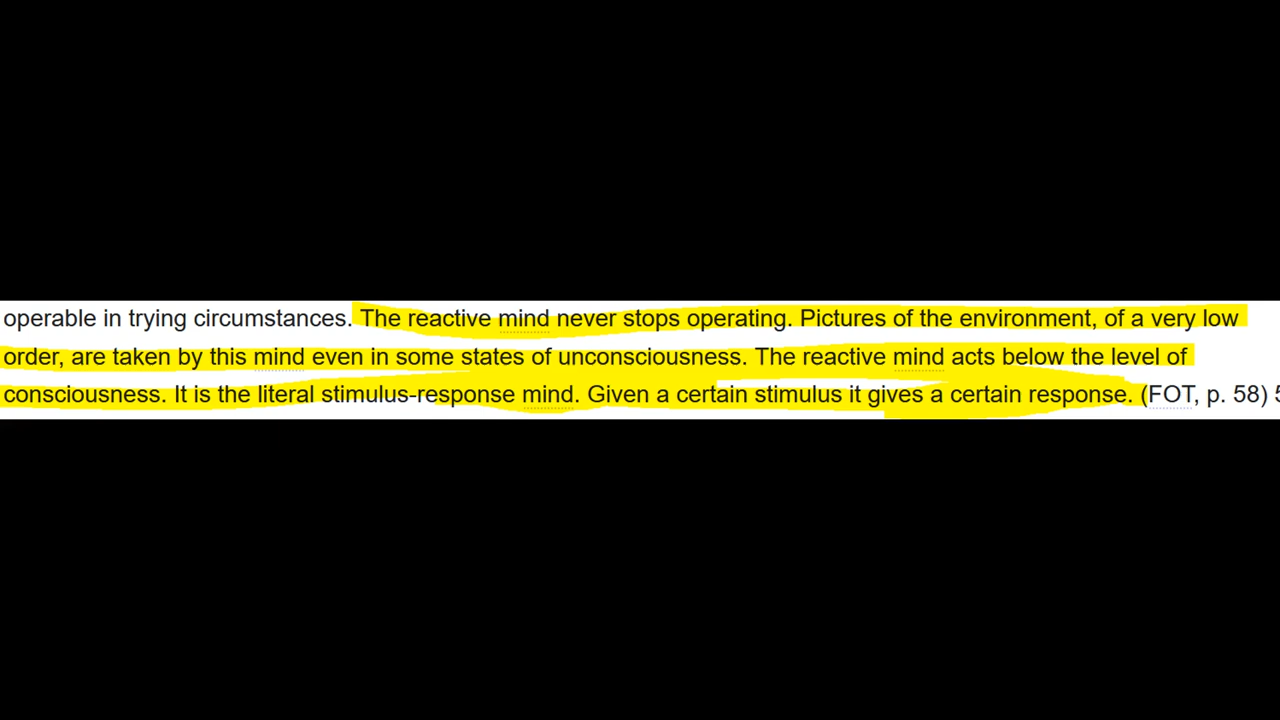 operable in trying circumstances. The reactive mind never stops operating. Pictures of the environment, of a very low
order, are taken by this mind even in some states of unconsciousness. The reactive mind acts below the level of
consciousness. It is the literal stimulus-response mind. Given a certain stimulus it gives a certain response. (FOT, p. 58)